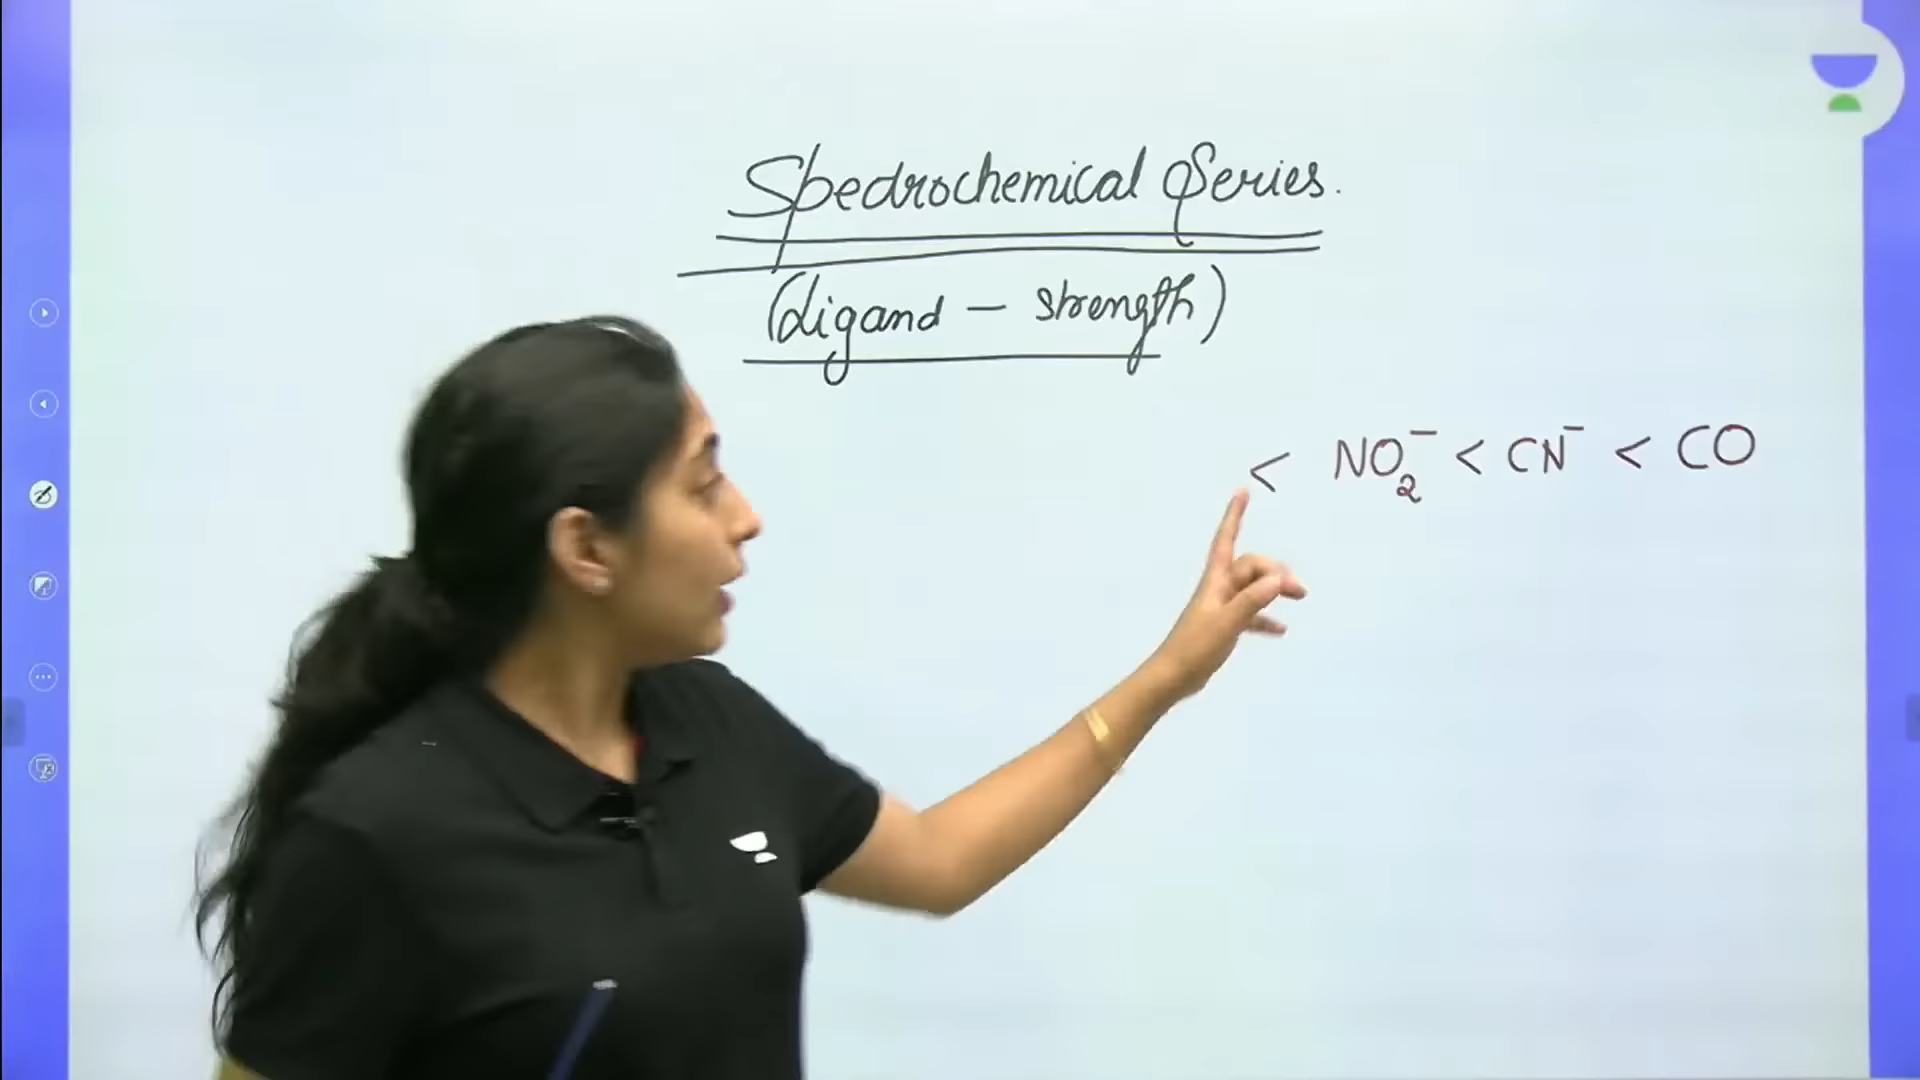 Spectrochemical Series.
(Ligand - strength)
< NO₂⁻ < CN⁻ < CO